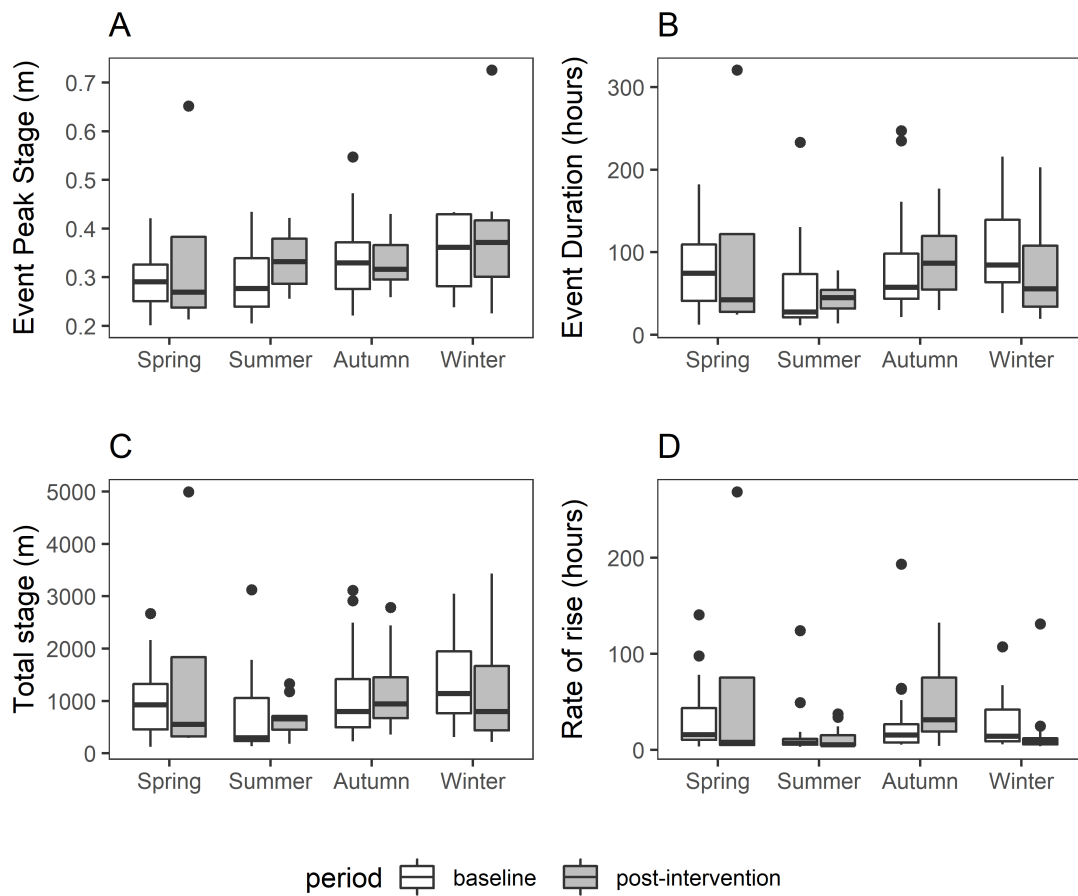 A
Event Peak Stage (m)
0.7
0.6
0.5
0.4
0.3
0.2
Spring Summer Autumn Winter
B
Event Duration (hours)
300
200
100
0
Spring Summer Autumn Winter
C
Total stage (m)
5000
4000
3000
2000
1000
0
Spring Summer Autumn Winter
D
Rate of rise (hours)
200
100
0
Spring Summer Autumn Winter
period baseline post-intervention